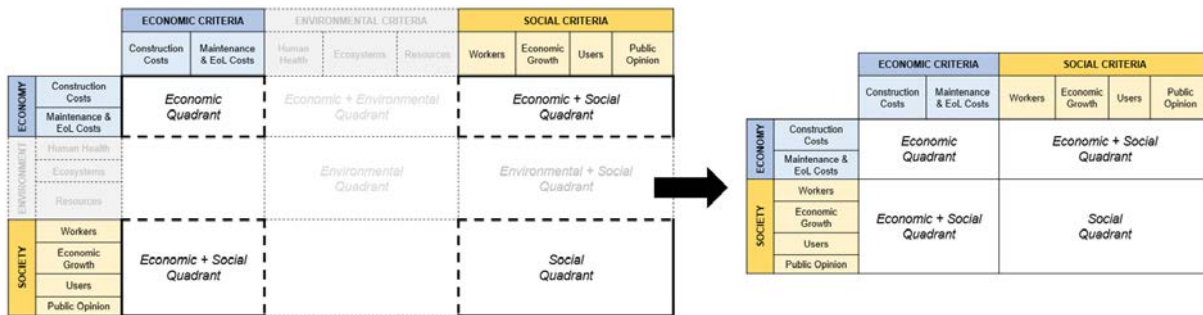 ECONOMIC CRITERIA ENVIRONMENTAL CRITERIA SOCIAL CRITERIA
Construction Maintenance Human Ecosystems Resources Workers Economic Users Public
Costs & EoL Costs Health Growth Opinion
ECONOMY
Construction
Costs
Maintenance &
EoL Costs
Economic
Quadrant
Economic + Environmental
Quadrant
Economic + Social
Quadrant
ENVIRONMENT
Human Health
Ecosystems
Resources
Environmental
Quadrant
Environmental + Social
Quadrant
SOCIETY
Workers
Economic
Growth
Users
Public Opinion
Economic + Social
Quadrant
Social
Quadrant
ECONOMIC CRITERIA SOCIAL CRITERIA
Construction Maintenance Workers Economic Users Public
Costs & EoL Costs Growth Opinion
ECONOMY
Construction
Costs
Maintenance &
EoL Costs
Economic
Quadrant
Economic + Social
Quadrant
SOCIETY
Workers
Economic
Growth
Users
Public Opinion
Economic + Social
Quadrant
Social
Quadrant